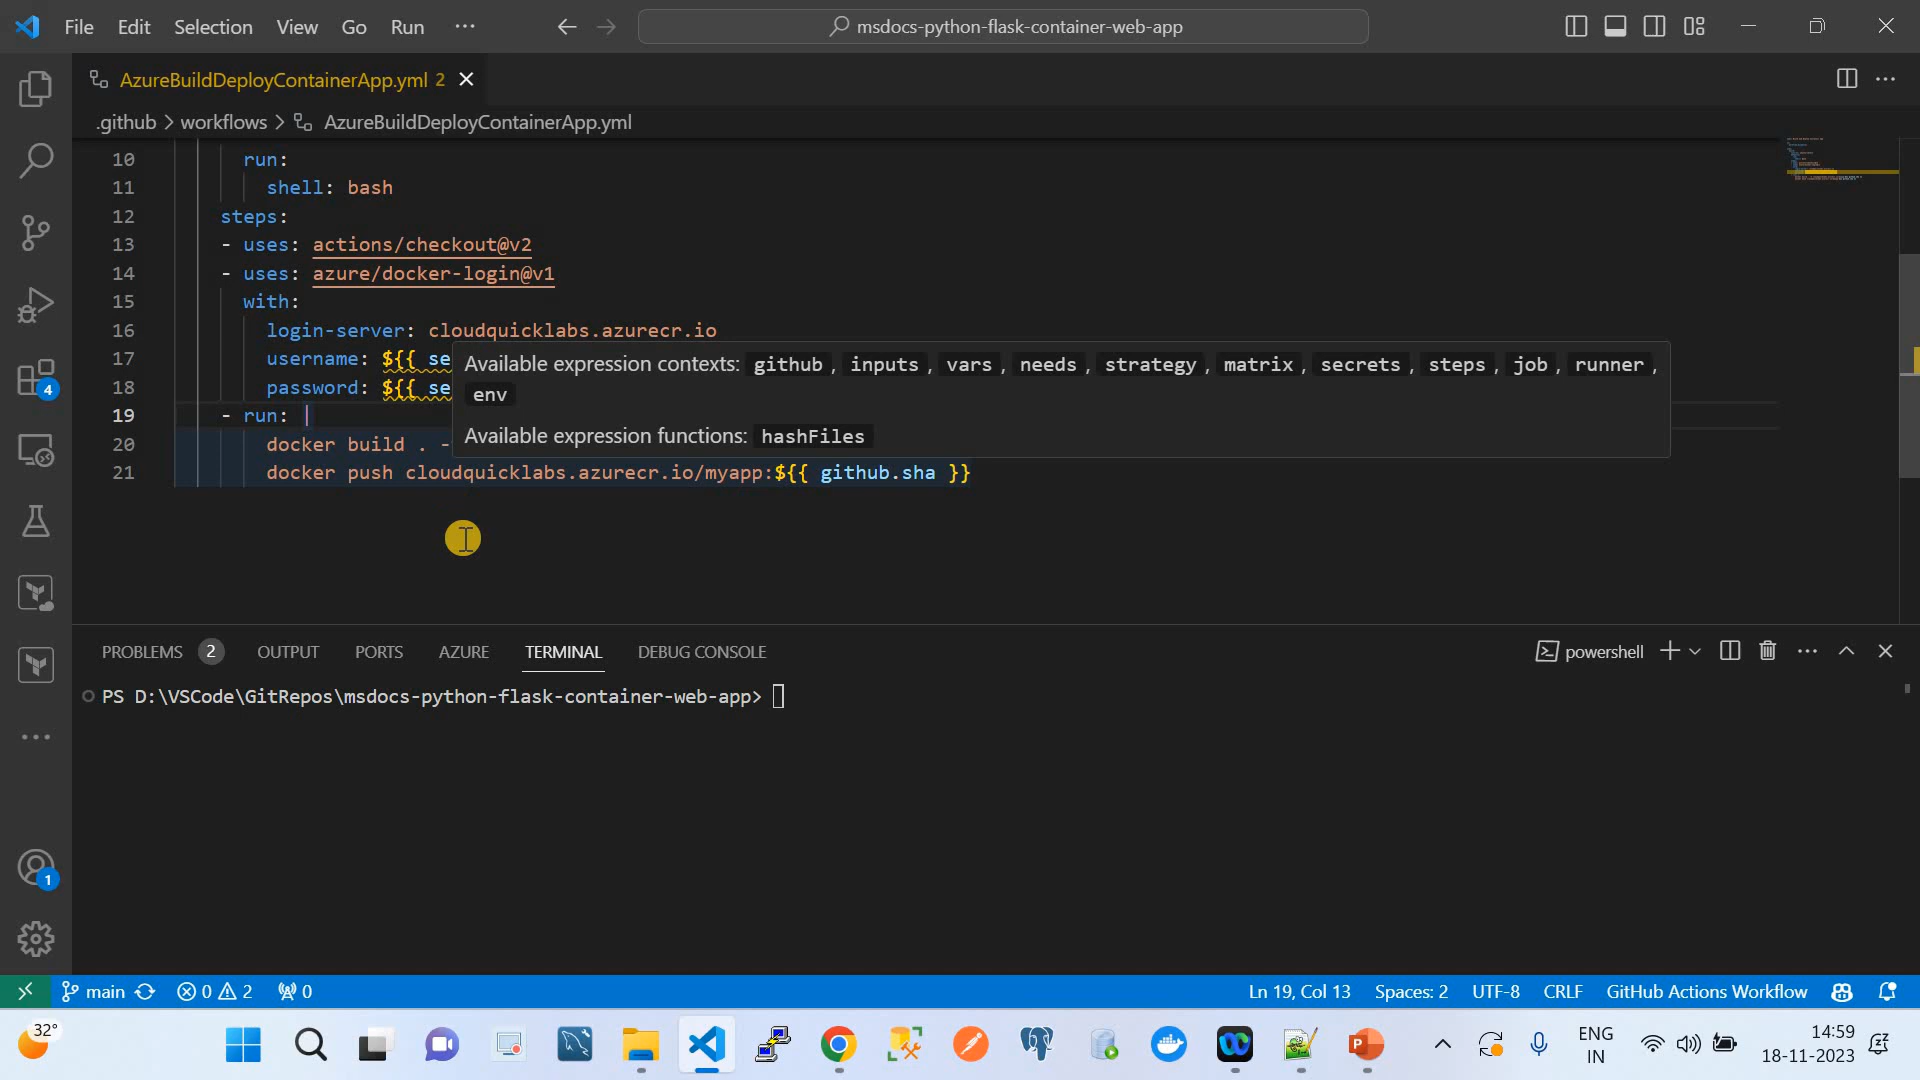 File Edit Selection View Go Run ···
msdocs-python-flask-container-web-app
AzureBuildDeployContainerApp.yml 2
.github > workflows > AzureBuildDeployContainerApp.yml
10 run:
11 shell: bash
12 steps:
13 - uses: actions/checkout@v2
14 - uses: azure/docker-login@v1
15 with:
16 login-server: cloudquicklabs.azurecr.io
17 username: ${{ se
Available expression contexts: github, inputs, vars, needs, strategy, matrix, secrets, steps, job, runner,
18 password: ${{ se
env
19 - run: |
Available expression functions: hashFiles
20 docker build . -
21 docker push cloudquicklabs.azurecr.io/myapp:${{ github.sha }}
PROBLEMS 2 OUTPUT PORTS AZURE TERMINAL DEBUG CONSOLE powershell
PS D:\VSCode\GitRepos\msdocs-python-flask-container-web-app>
4
1
main 0 2 0 Ln 19, Col 13 Spaces: 2 UTF-8 CRLF GitHub Actions Workflow
32°
ENG
IN
14:59
18-11-2023